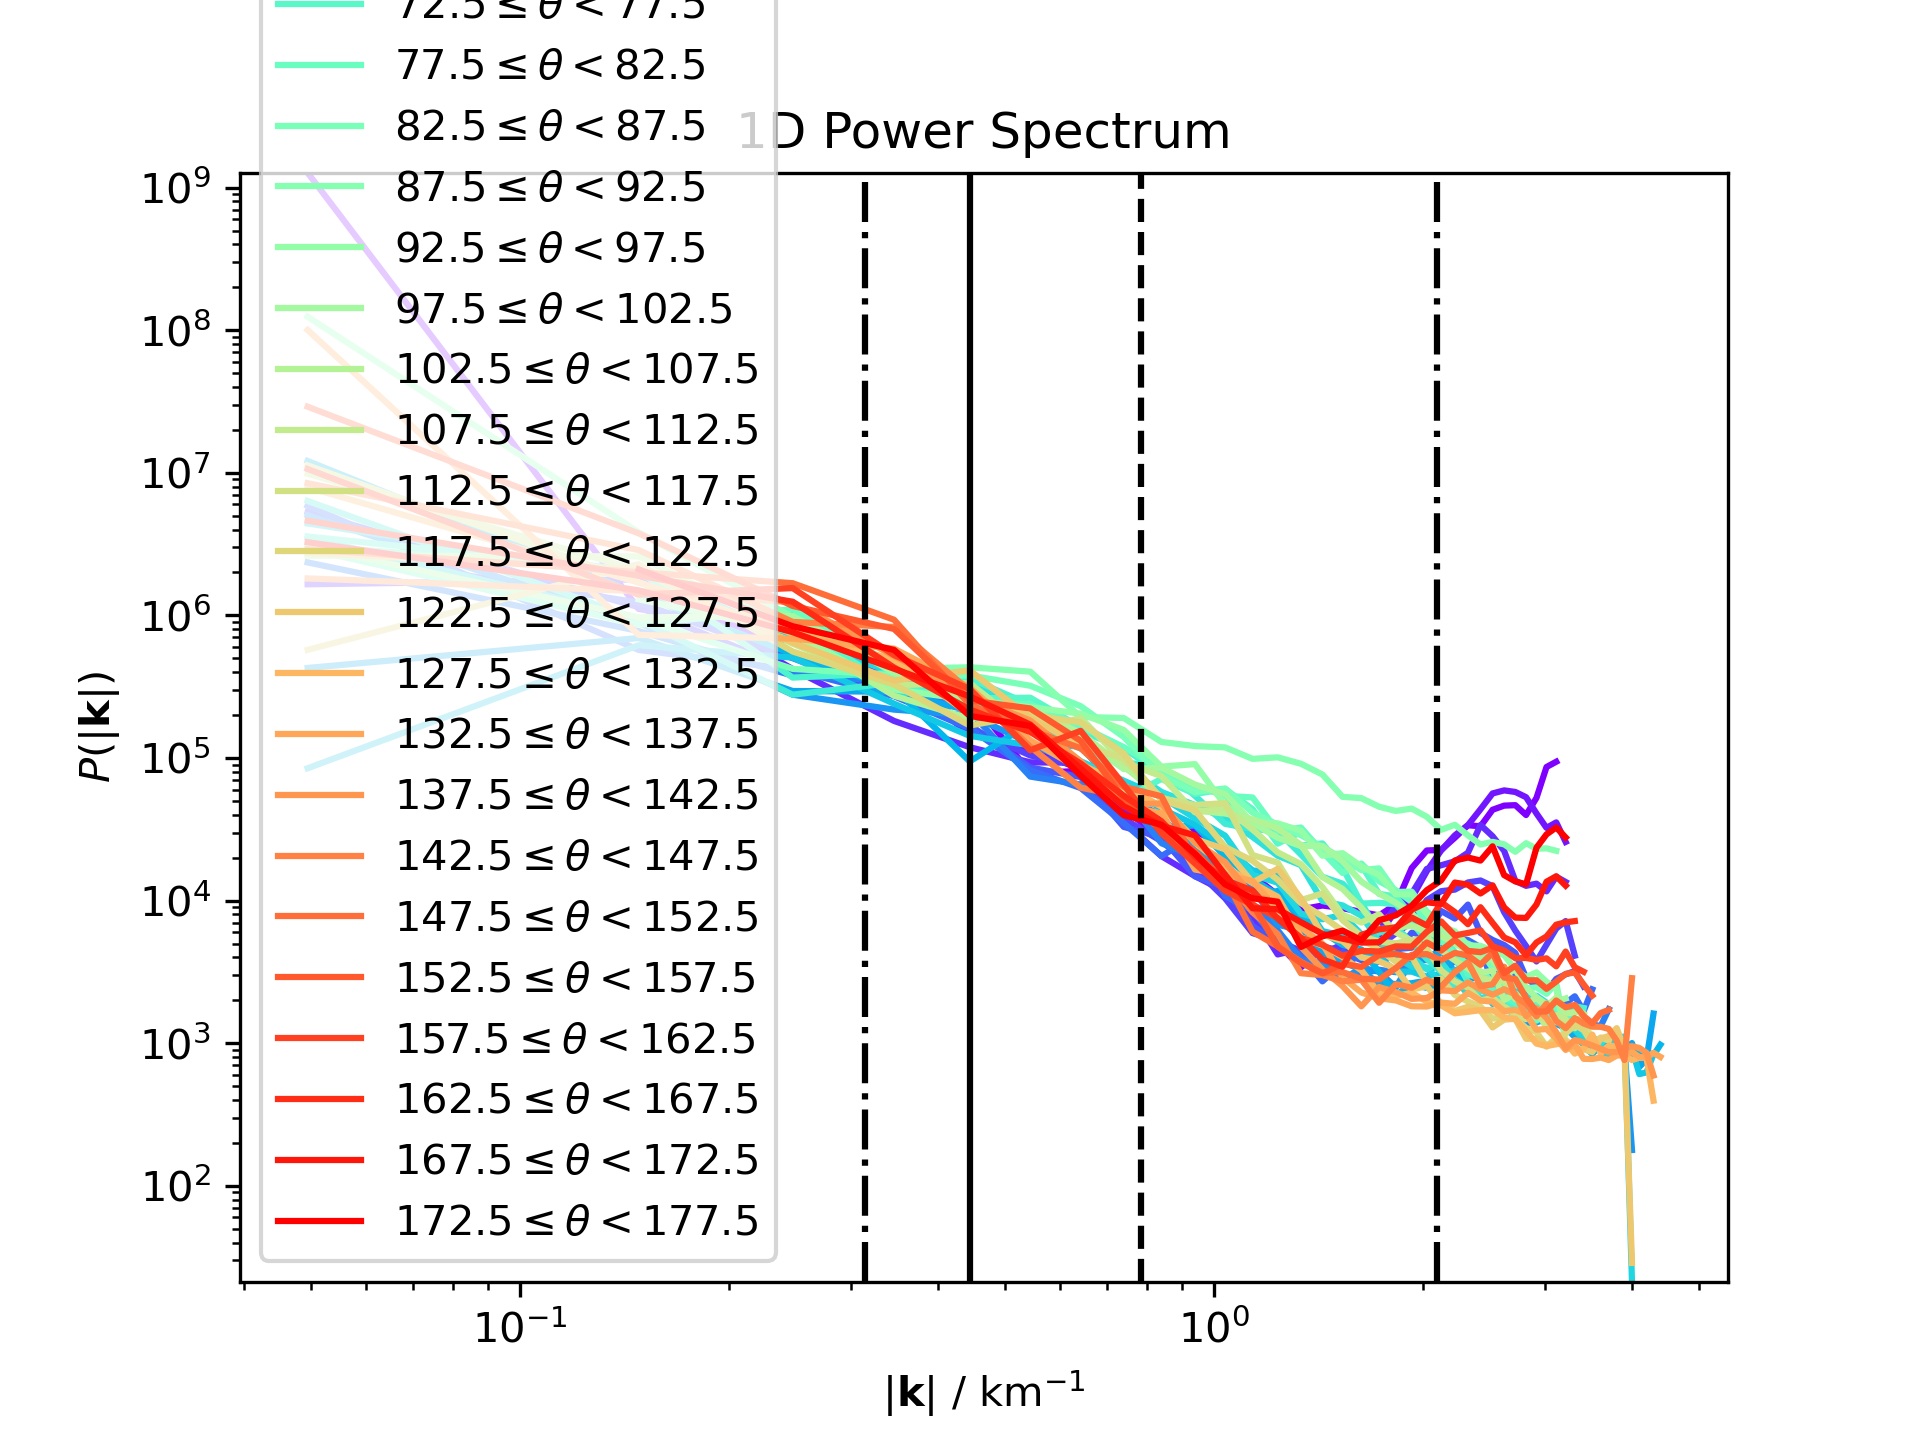 72.5 ≤ θ < 77.5
77.5 ≤ θ < 82.5
82.5 ≤ θ < 87.5
1D Power Spectrum
87.5 ≤ θ < 92.5
92.5 ≤ θ < 97.5
97.5 ≤ θ < 102.5
102.5 ≤ θ < 107.5
107.5 ≤ θ < 112.5
112.5 ≤ θ < 117.5
117.5 ≤ θ < 122.5
122.5 ≤ θ < 127.5
127.5 ≤ θ < 132.5
132.5 ≤ θ < 137.5
137.5 ≤ θ < 142.5
142.5 ≤ θ < 147.5
147.5 ≤ θ < 152.5
152.5 ≤ θ < 157.5
157.5 ≤ θ < 162.5
162.5 ≤ θ < 167.5
167.5 ≤ θ < 172.5
172.5 ≤ θ < 177.5
10⁹
10⁸
10⁷
10⁶
10⁵
10⁴
10³
10²
P(|k|)
10⁻¹
10⁰
|k| / km⁻¹